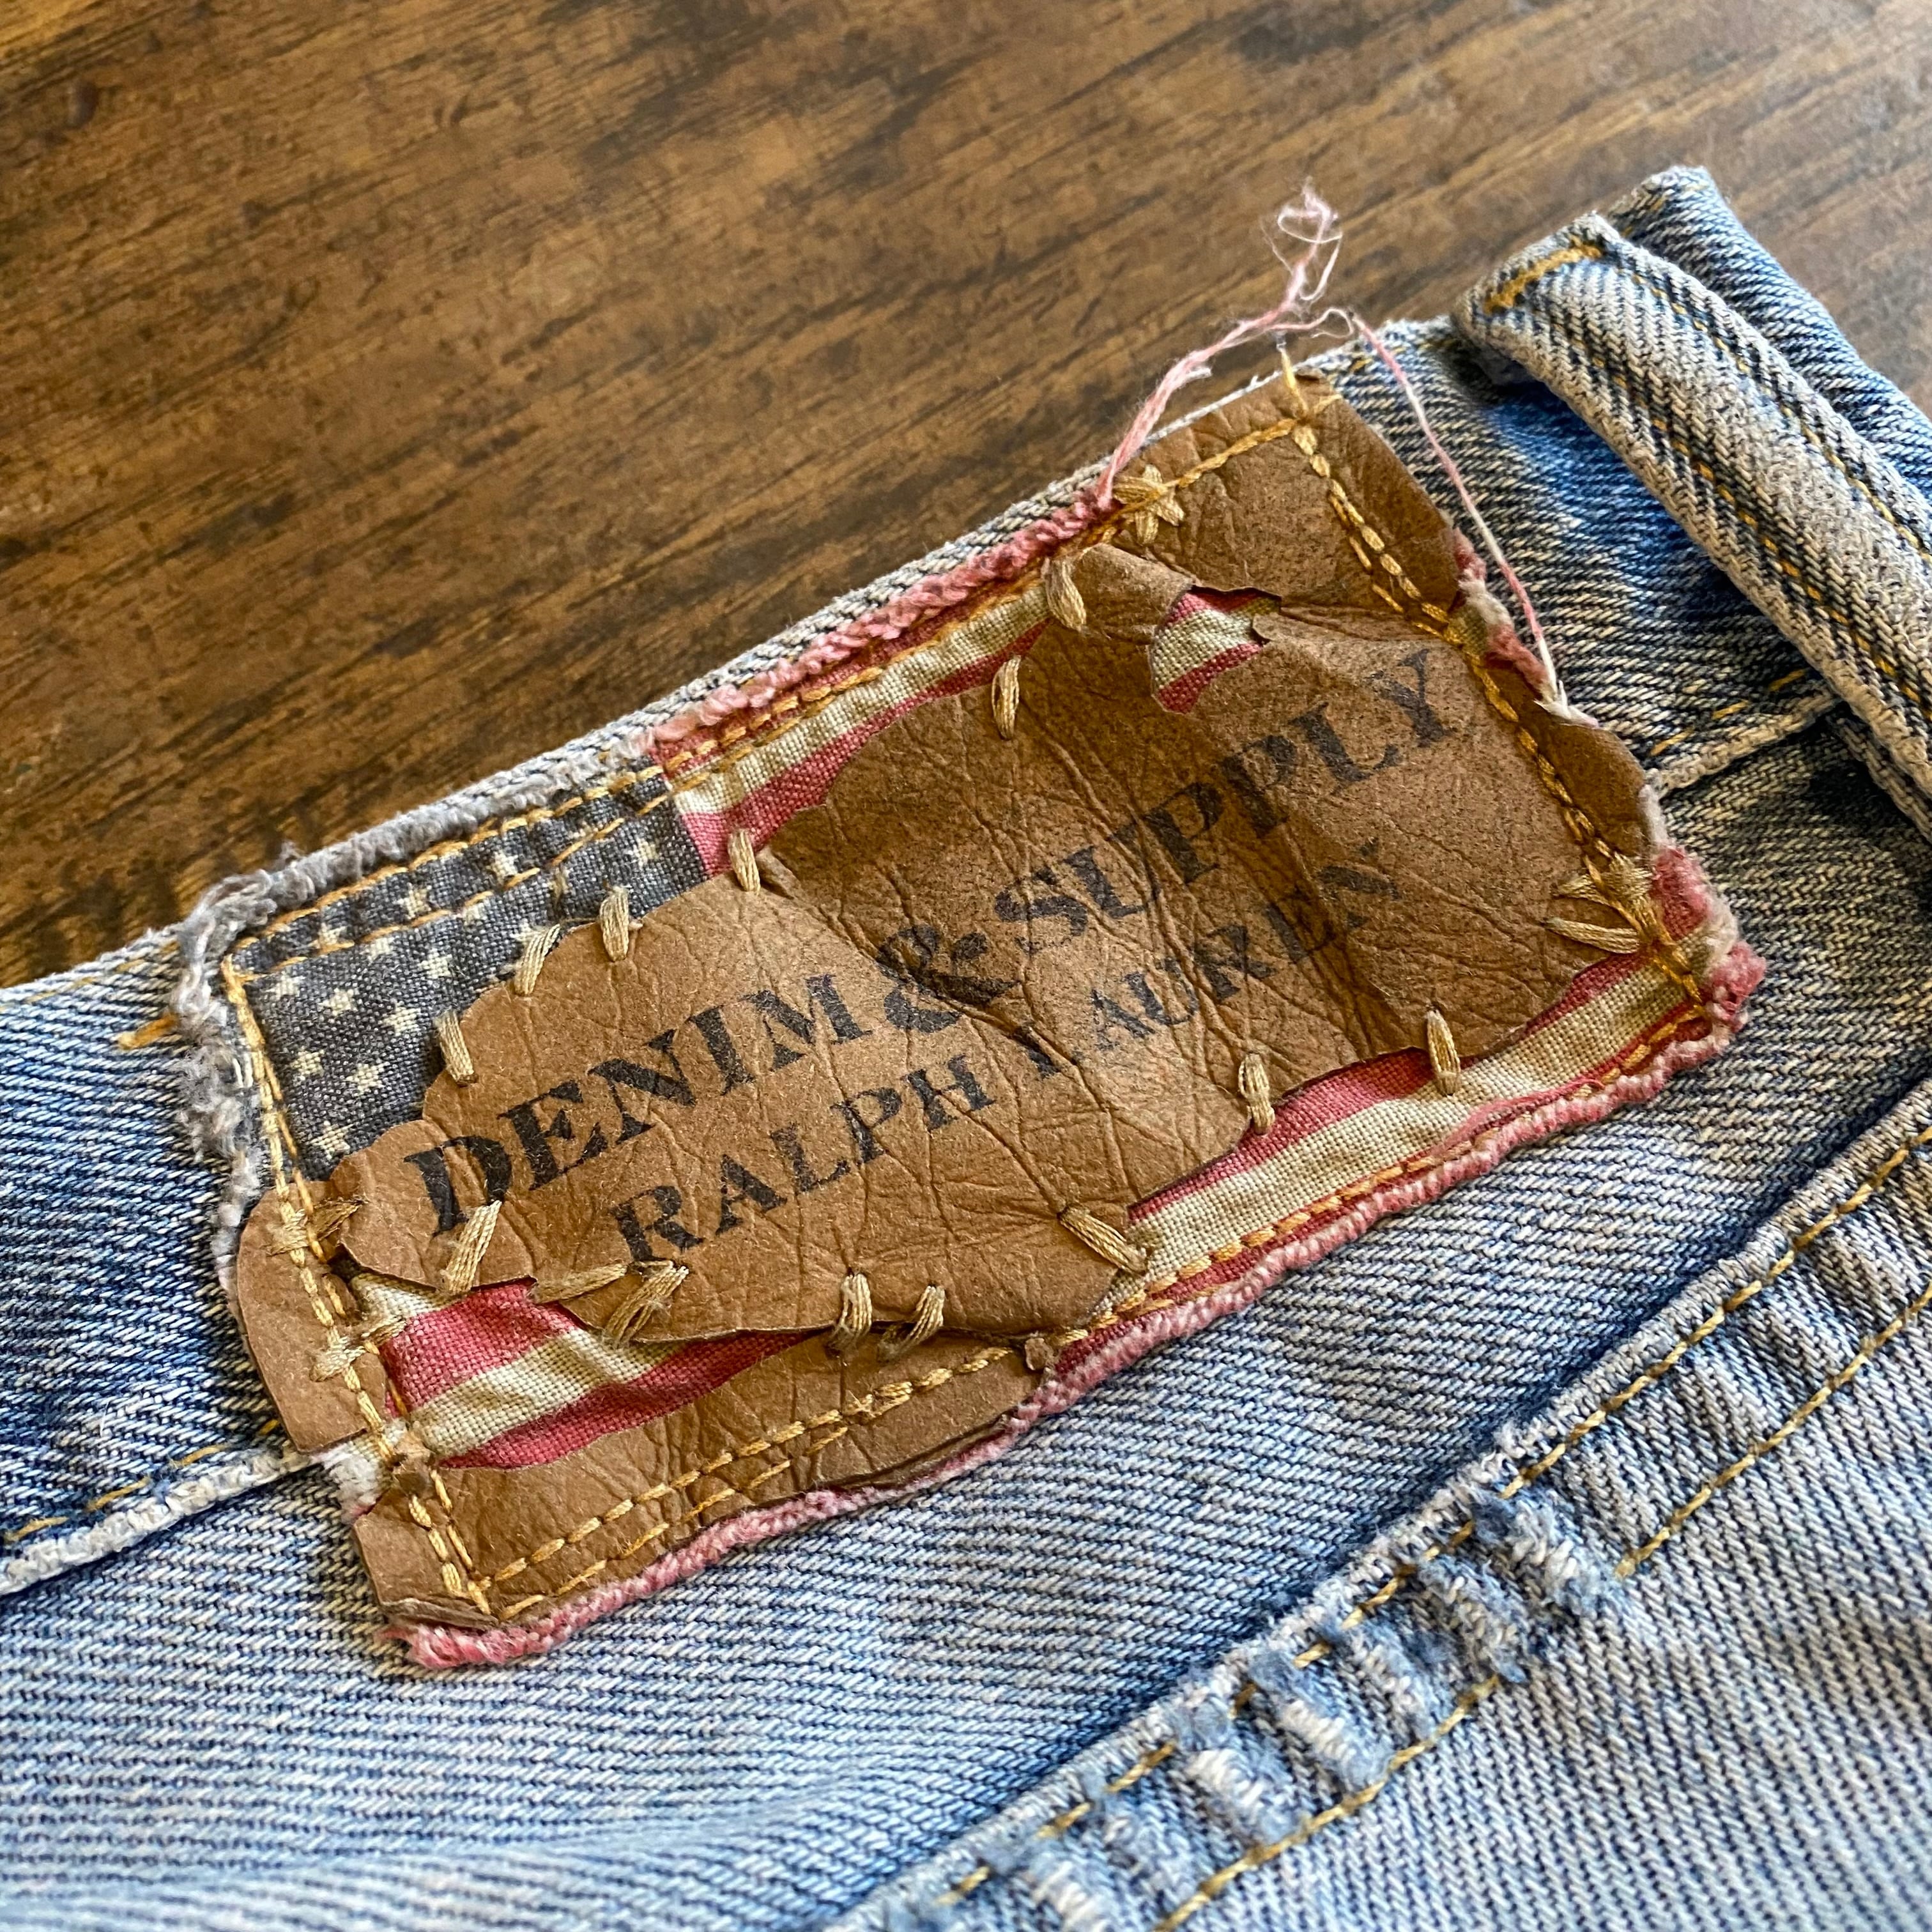 DENIM & SUPPLY
RALPH LAUREN